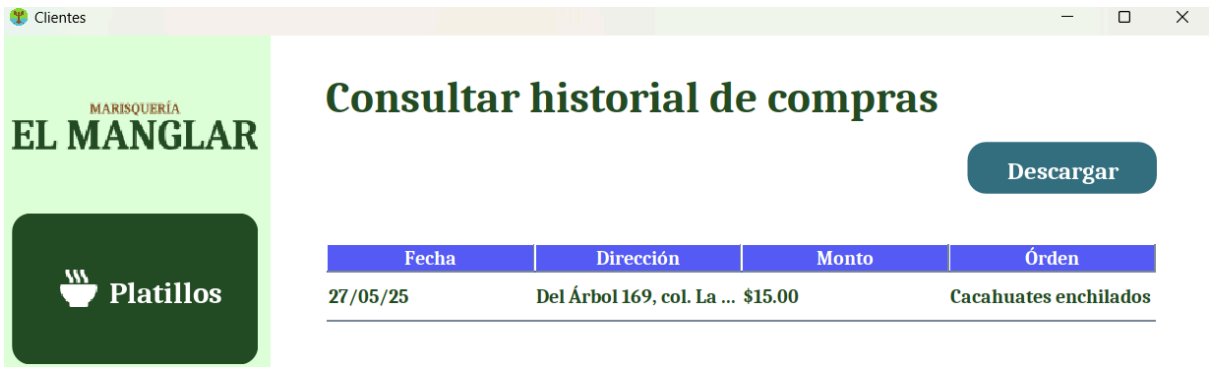 Clientes
MARISQUERÍA
EL MANGLAR
Platillos
Consultar historial de compras
Descargar
Fecha Dirección Monto Órden
27/05/25 Del Árbol 169, col. La ... $15.00 Cacahuates enchilados